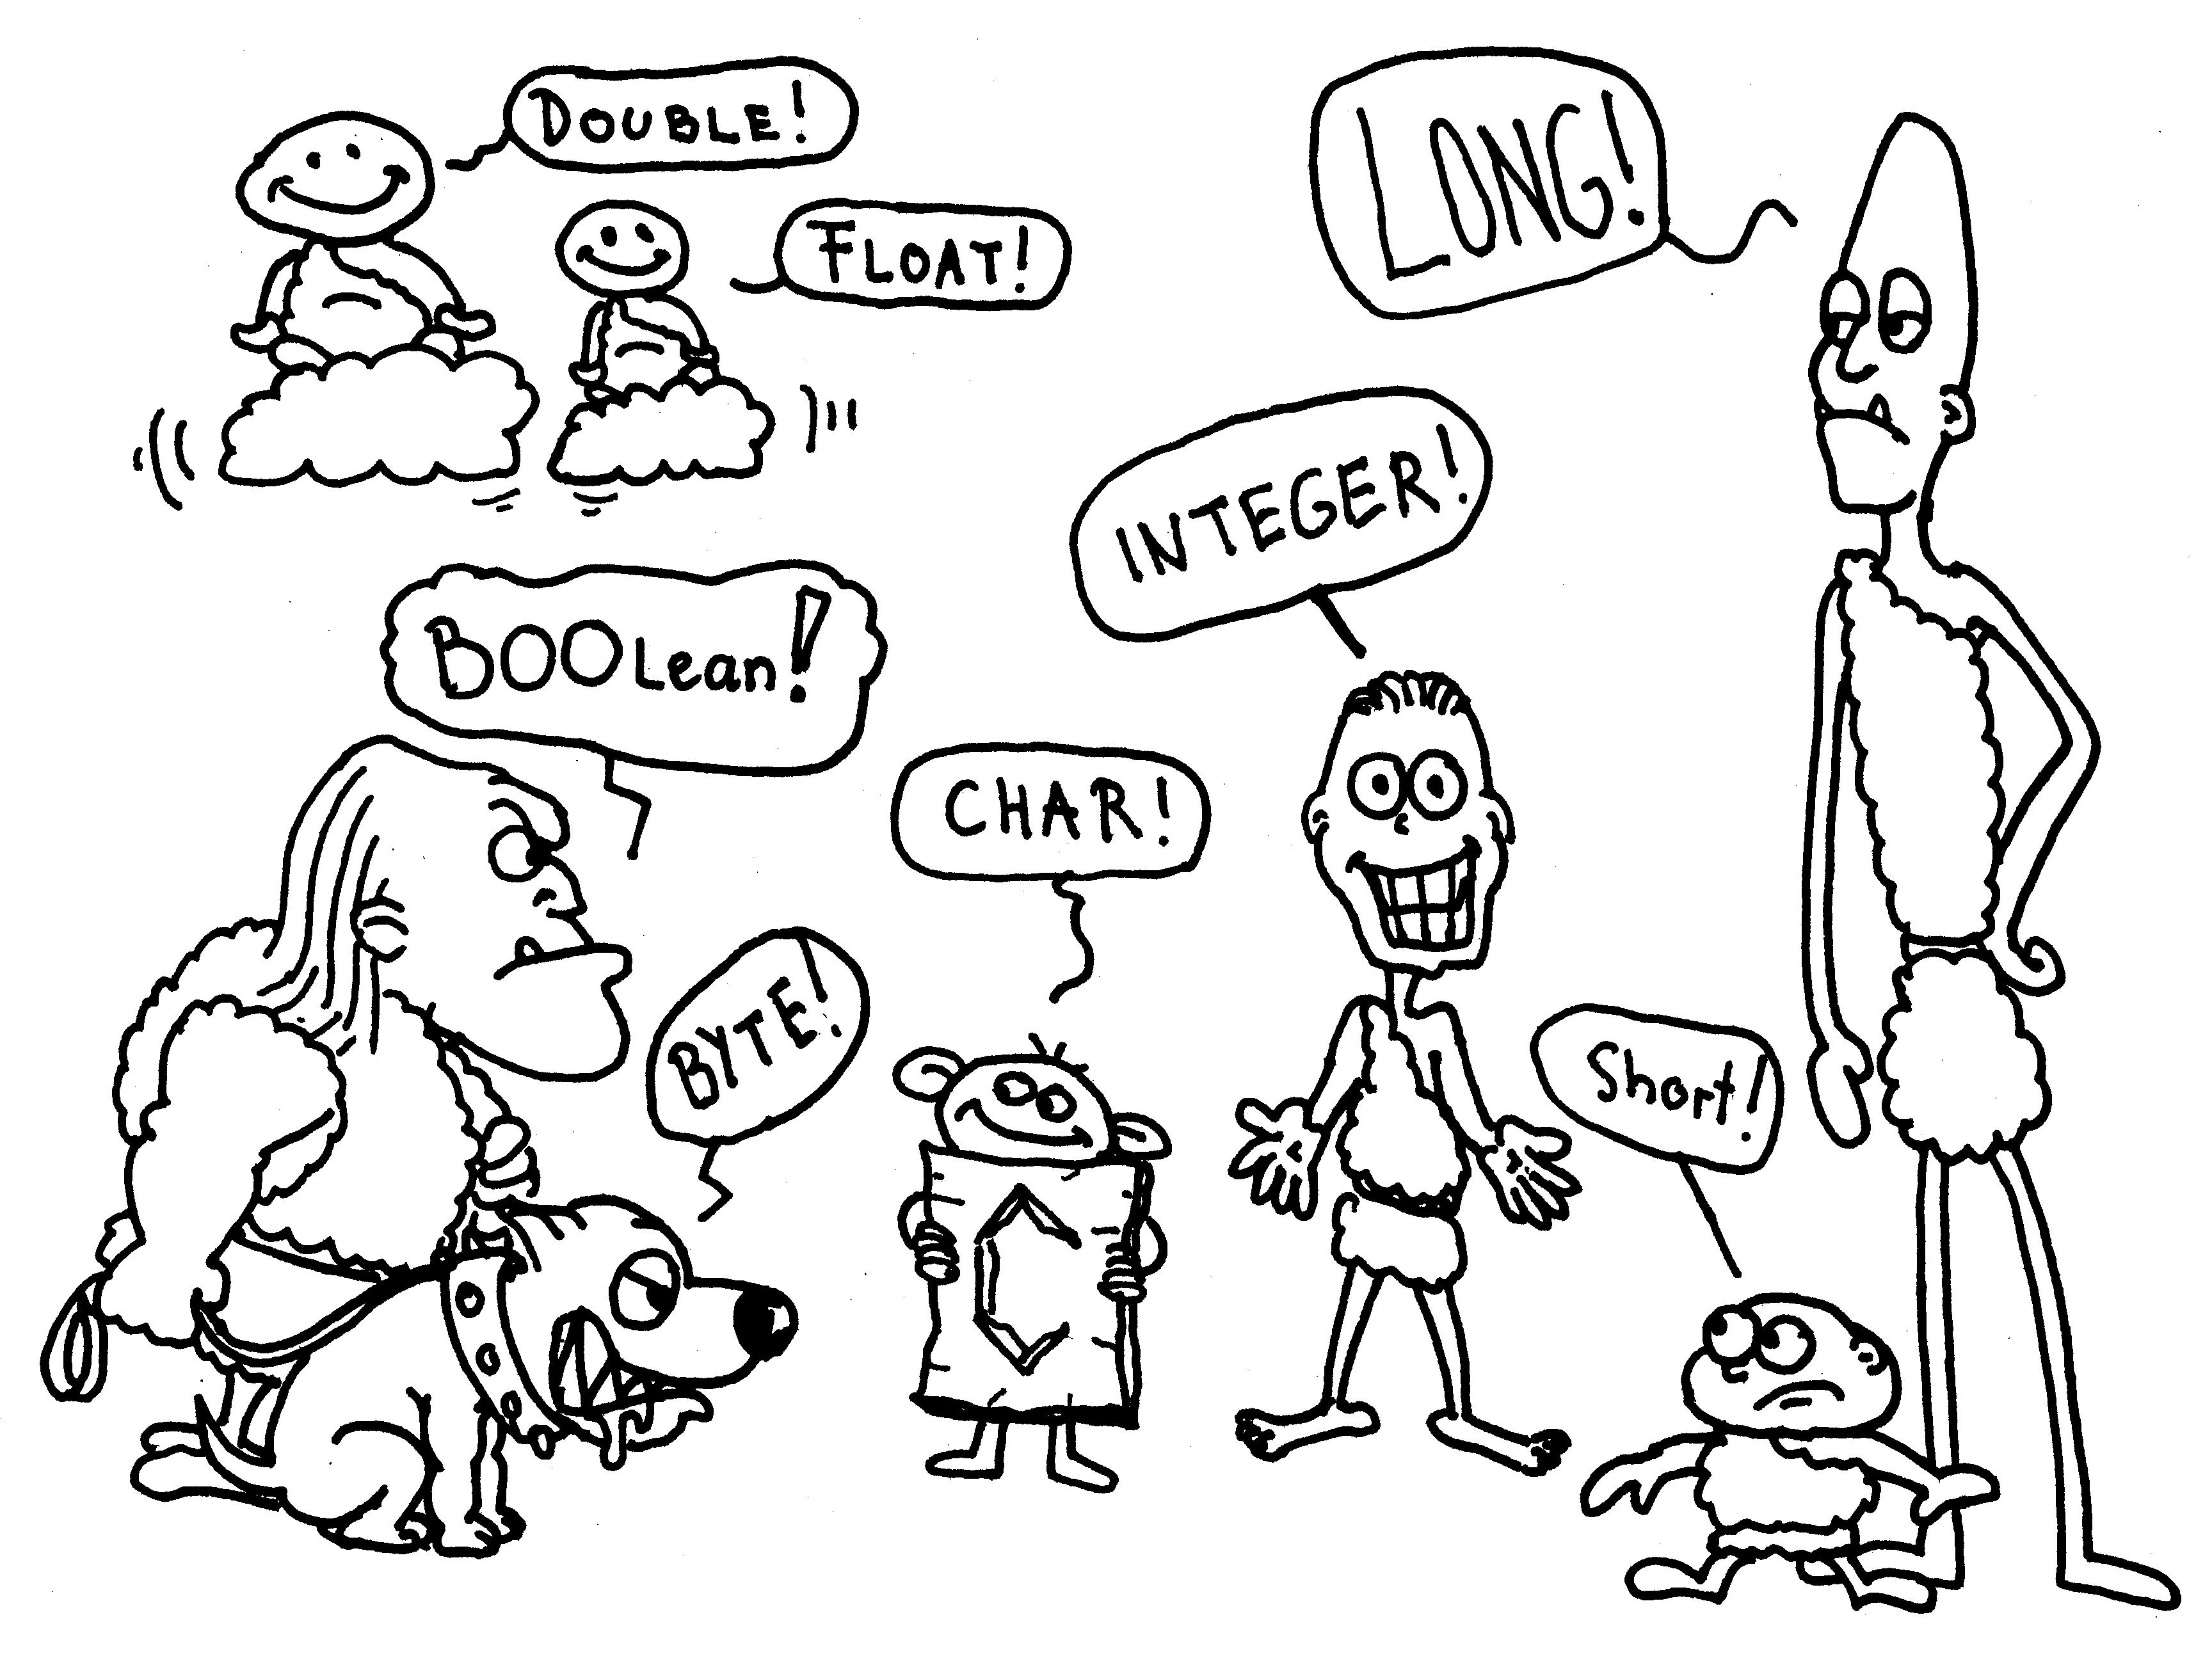 DOUBLE!
FLOAT!
LONG!
INTEGER!
BOOLean!
CHAR!
BYTE!
Short!
C